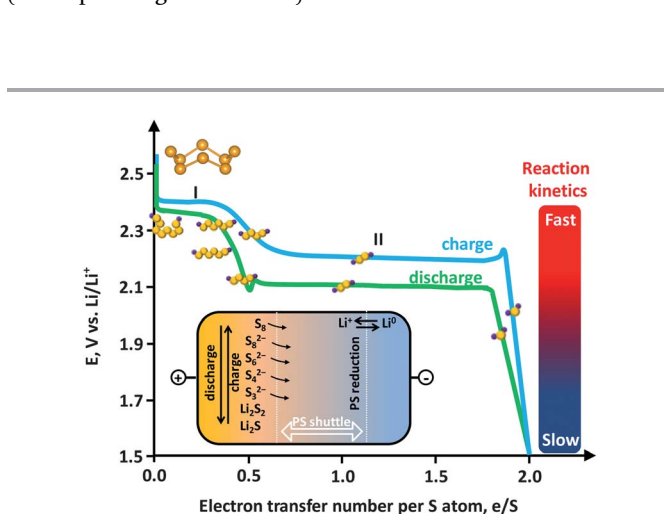 2.5
2.3
2.1
1.9
1.7
1.5
E, V vs. Li/Li⁺
I
II
charge
discharge
Reaction
kinetics
Fast
Slow
discharge
charge
S₈
S₈²⁻
S₆²⁻
S₄²⁻
S₃²⁻
Li₂S₂
Li₂S
Li⁺ Li⁰
PS reduction
PS shuttle
+
-
0.0 0.5 1.0 1.5 2.0
Electron transfer number per S atom, e/S